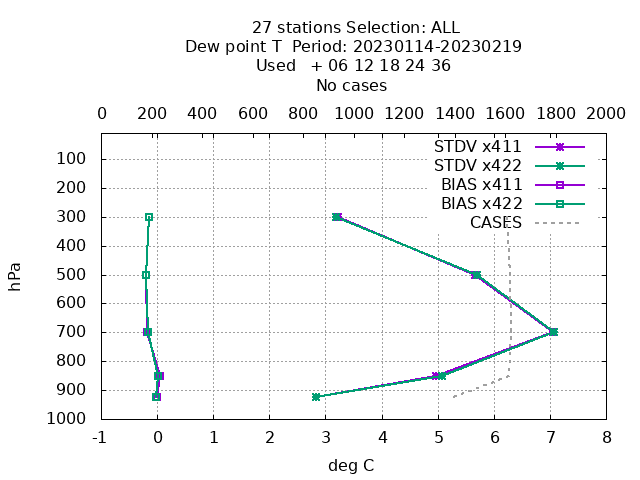 27 stations Selection: ALL
Dew point T  Period: 20230114-20230219
Used   + 06 12 18 24 36
No cases
0 200 400 600 800 1000 1200 1400 1600 1800 2000
STDV x411
STDV x422
BIAS x411
BIAS x422
CASES
100
200
300
400
500
600
700
800
900
1000
hPa
-1 0 1 2 3 4 5 6 7 8
deg C